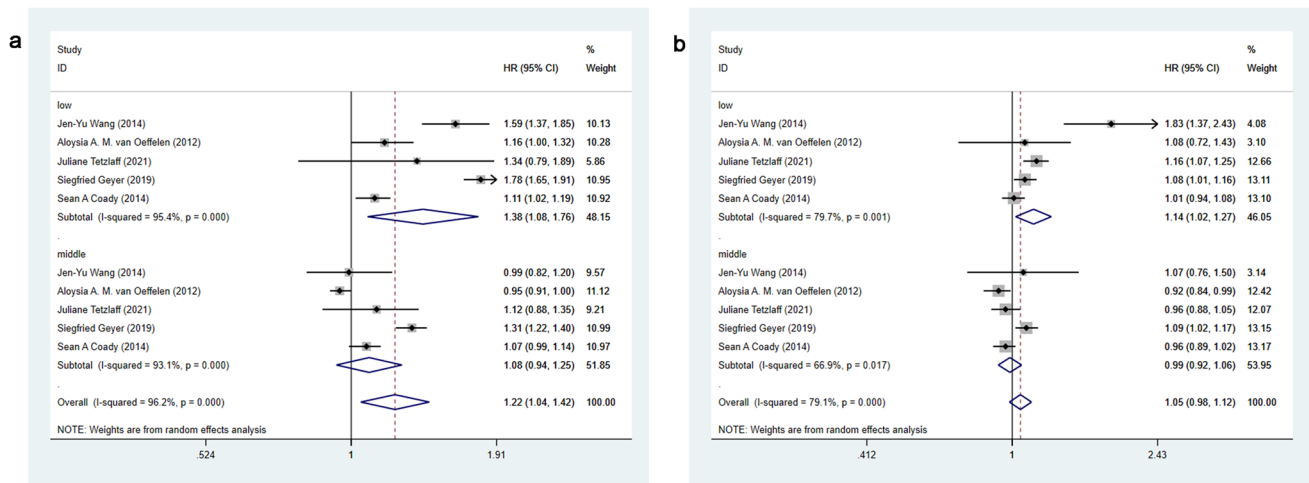 a
Study %
ID HR (95% CI) Weight
low
Jen-Yu Wang (2014) 1.59 (1.37, 1.85) 10.13
Aloysia A. M. van Oeffelen (2012) 1.16 (1.00, 1.32) 10.28
Juliane Tetzlaff (2021) 1.34 (0.79, 1.89) 5.86
Siegfried Geyer (2019) 1.78 (1.65, 1.91) 10.95
Sean A Coady (2014) 1.11 (1.02, 1.19) 10.92
Subtotal (I-squared = 95.4%, p = 0.000) 1.38 (1.08, 1.76) 48.15
.
middle
Jen-Yu Wang (2014) 0.99 (0.82, 1.20) 9.57
Aloysia A. M. van Oeffelen (2012) 0.95 (0.91, 1.00) 11.12
Juliane Tetzlaff (2021) 1.12 (0.88, 1.35) 9.21
Siegfried Geyer (2019) 1.31 (1.22, 1.40) 10.99
Sean A Coady (2014) 1.07 (0.99, 1.14) 10.97
Subtotal (I-squared = 93.1%, p = 0.000) 1.08 (0.94, 1.25) 51.85
.
Overall (I-squared = 96.2%, p = 0.000) 1.22 (1.04, 1.42) 100.00
NOTE: Weights are from random effects analysis
.524 1 1.91
b
Study %
ID HR (95% CI) Weight
low
Jen-Yu Wang (2014) 1.83 (1.37, 2.43) 4.08
Aloysia A. M. van Oeffelen (2012) 1.08 (0.72, 1.43) 3.10
Juliane Tetzlaff (2021) 1.16 (1.07, 1.25) 12.66
Siegfried Geyer (2019) 1.08 (1.01, 1.16) 13.11
Sean A Coady (2014) 1.01 (0.94, 1.08) 13.10
Subtotal (I-squared = 79.7%, p = 0.001) 1.14 (1.02, 1.27) 46.05
.
middle
Jen-Yu Wang (2014) 1.07 (0.76, 1.50) 3.14
Aloysia A. M. van Oeffelen (2012) 0.92 (0.84, 0.99) 12.42
Juliane Tetzlaff (2021) 0.96 (0.88, 1.05) 12.07
Siegfried Geyer (2019) 1.09 (1.02, 1.17) 13.15
Sean A Coady (2014) 0.96 (0.89, 1.02) 13.17
Subtotal (I-squared = 66.9%, p = 0.017) 0.99 (0.92, 1.06) 53.95
.
Overall (I-squared = 79.1%, p = 0.000) 1.05 (0.98, 1.12) 100.00
NOTE: Weights are from random effects analysis
.412 1 2.43